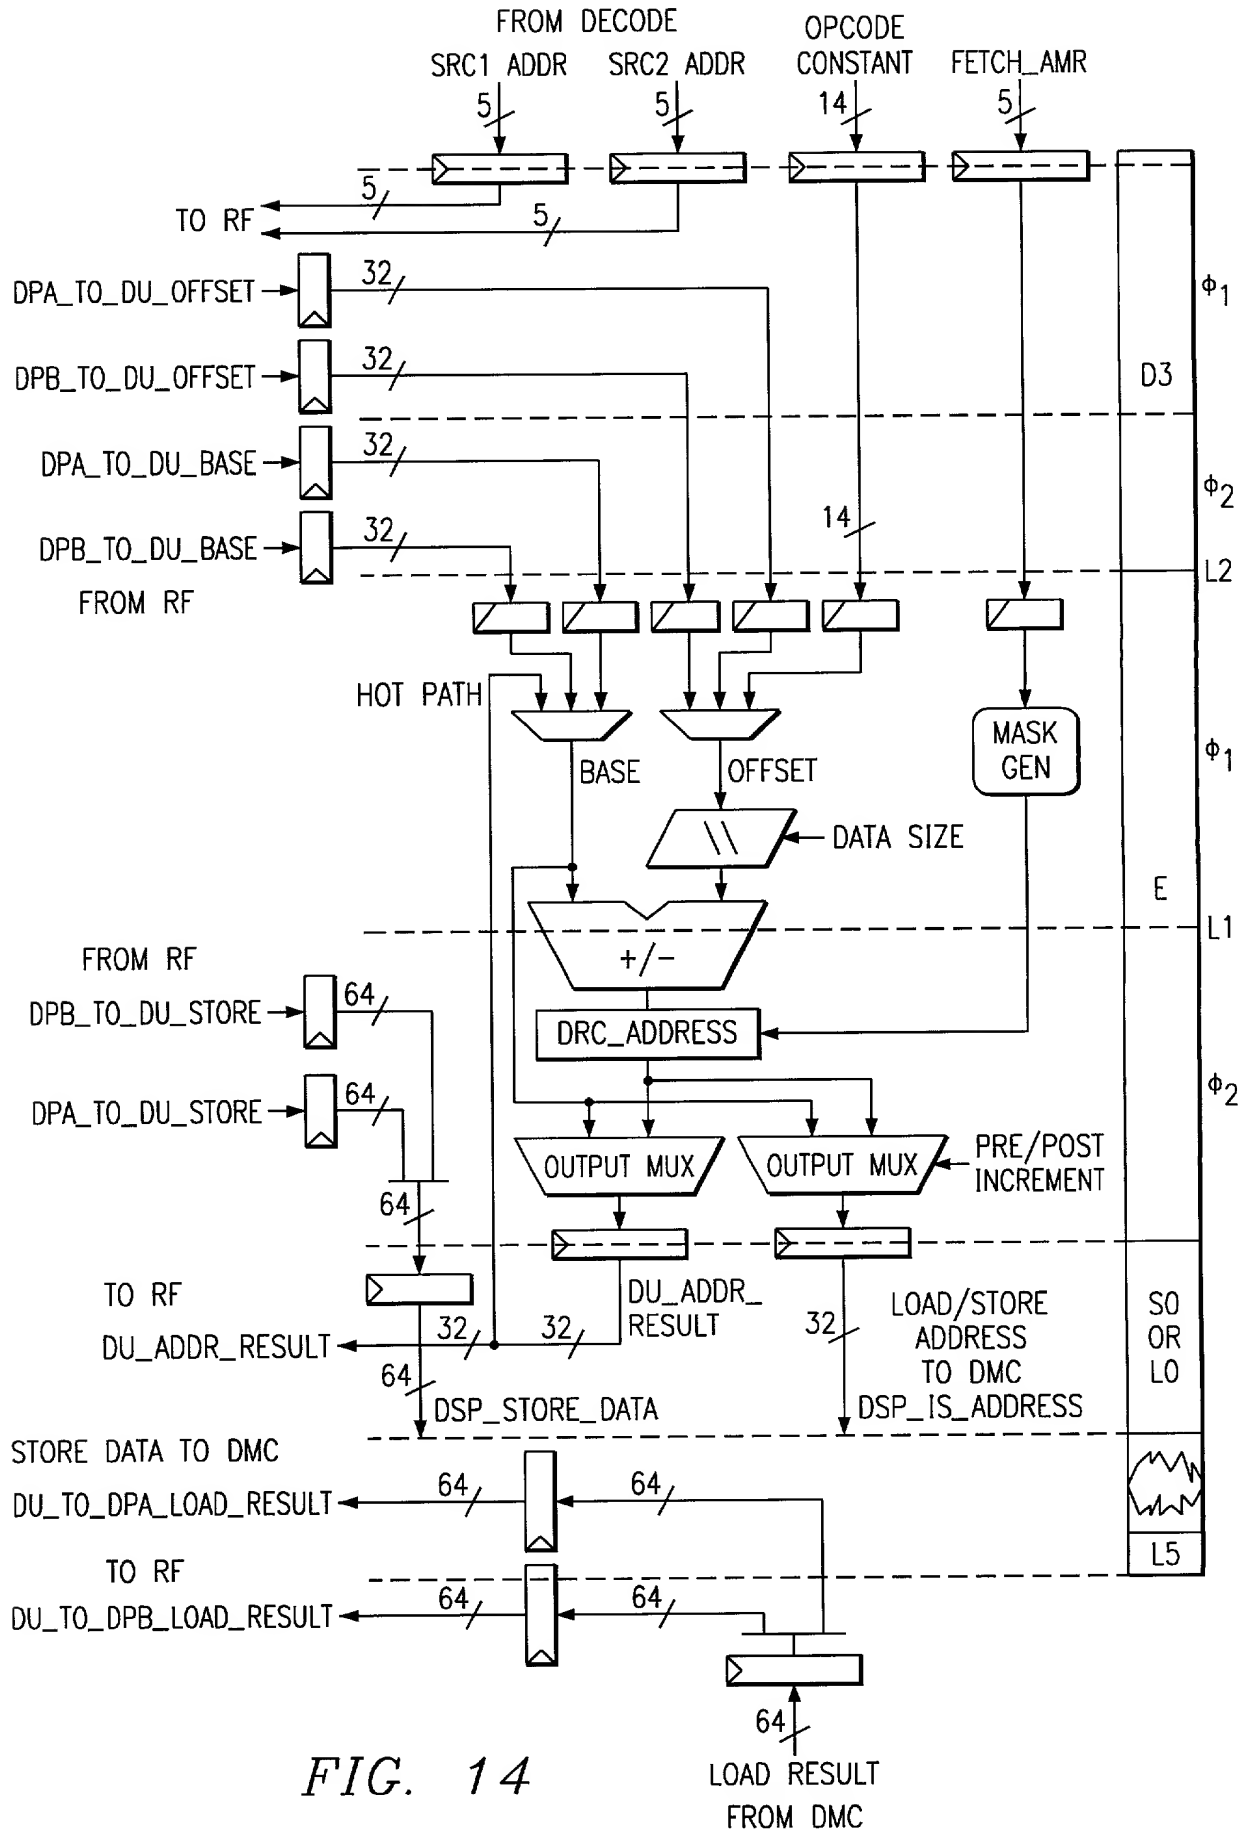 FROM DECODE
SRC1 ADDR
SRC2 ADDR
OPCODE
CONSTANT
FETCH_AMR
5
5
14
5
5
5
TO RF
DPA_TO_DU_OFFSET
32
Φ1
DPB_TO_DU_OFFSET
32
D3
DPA_TO_DU_BASE
32
Φ2
14
DPB_TO_DU_BASE
32
L2
FROM RF
HOT PATH
MASK
GEN
Φ1
BASE
OFFSET
\\
DATA SIZE
E
L1
FROM RF
+/-
DPB_TO_DU_STORE
64
DRC_ADDRESS
DPA_TO_DU_STORE
64
Φ2
OUTPUT MUX
OUTPUT MUX
PRE/POST
INCREMENT
64
TO RF
DU_ADDR_RESULT
32
32
DU_ADDR_
RESULT
32
LOAD/STORE
ADDRESS
TO DMC
DSP_IS_ADDRESS
SO
OR
LO
64
DSP_STORE_DATA
STORE DATA TO DMC
DU_TO_DPA_LOAD_RESULT
64
64
L5
TO RF
DU_TO_DPB_LOAD_RESULT
64
64
64
LOAD RESULT
FROM DMC
FIG. 14